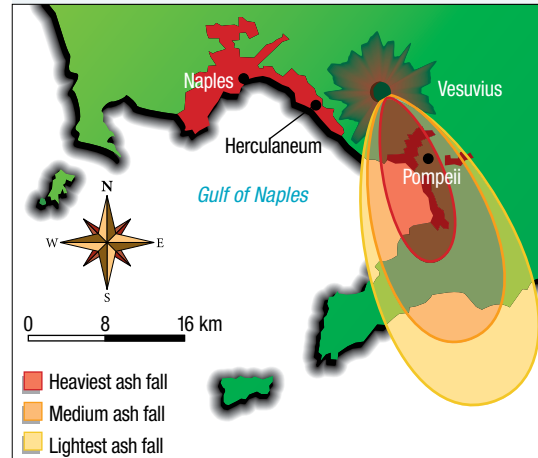 Naples
Vesuvius
Herculaneum
Pompeii
Gulf of Naples
N
W
E
S
0 8 16 km
Heaviest ash fall
Medium ash fall
Lightest ash fall